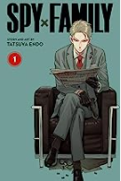 SPY×FAMILY
STORY AND ART BY
TATSUYA ENDO
1